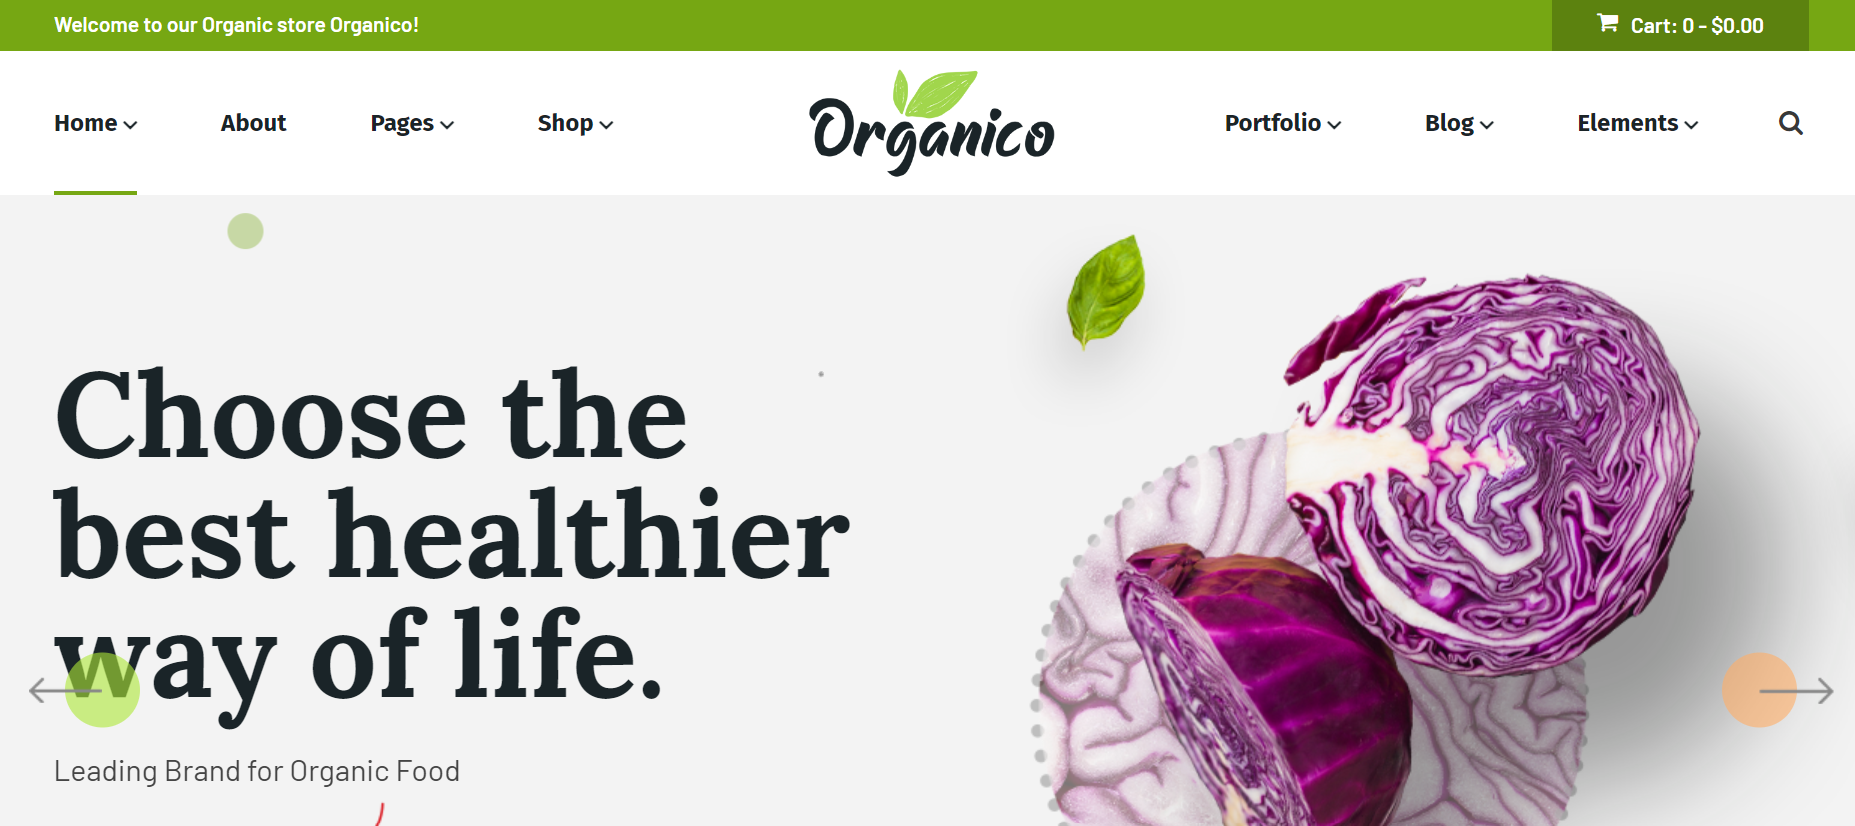 Welcome to our Organic store Organico!
Cart: 0 - $0.00
Home
About
Pages
Shop
Organico
Portfolio
Blog
Elements
Choose the
best healthier
way of life.
Leading Brand for Organic Food